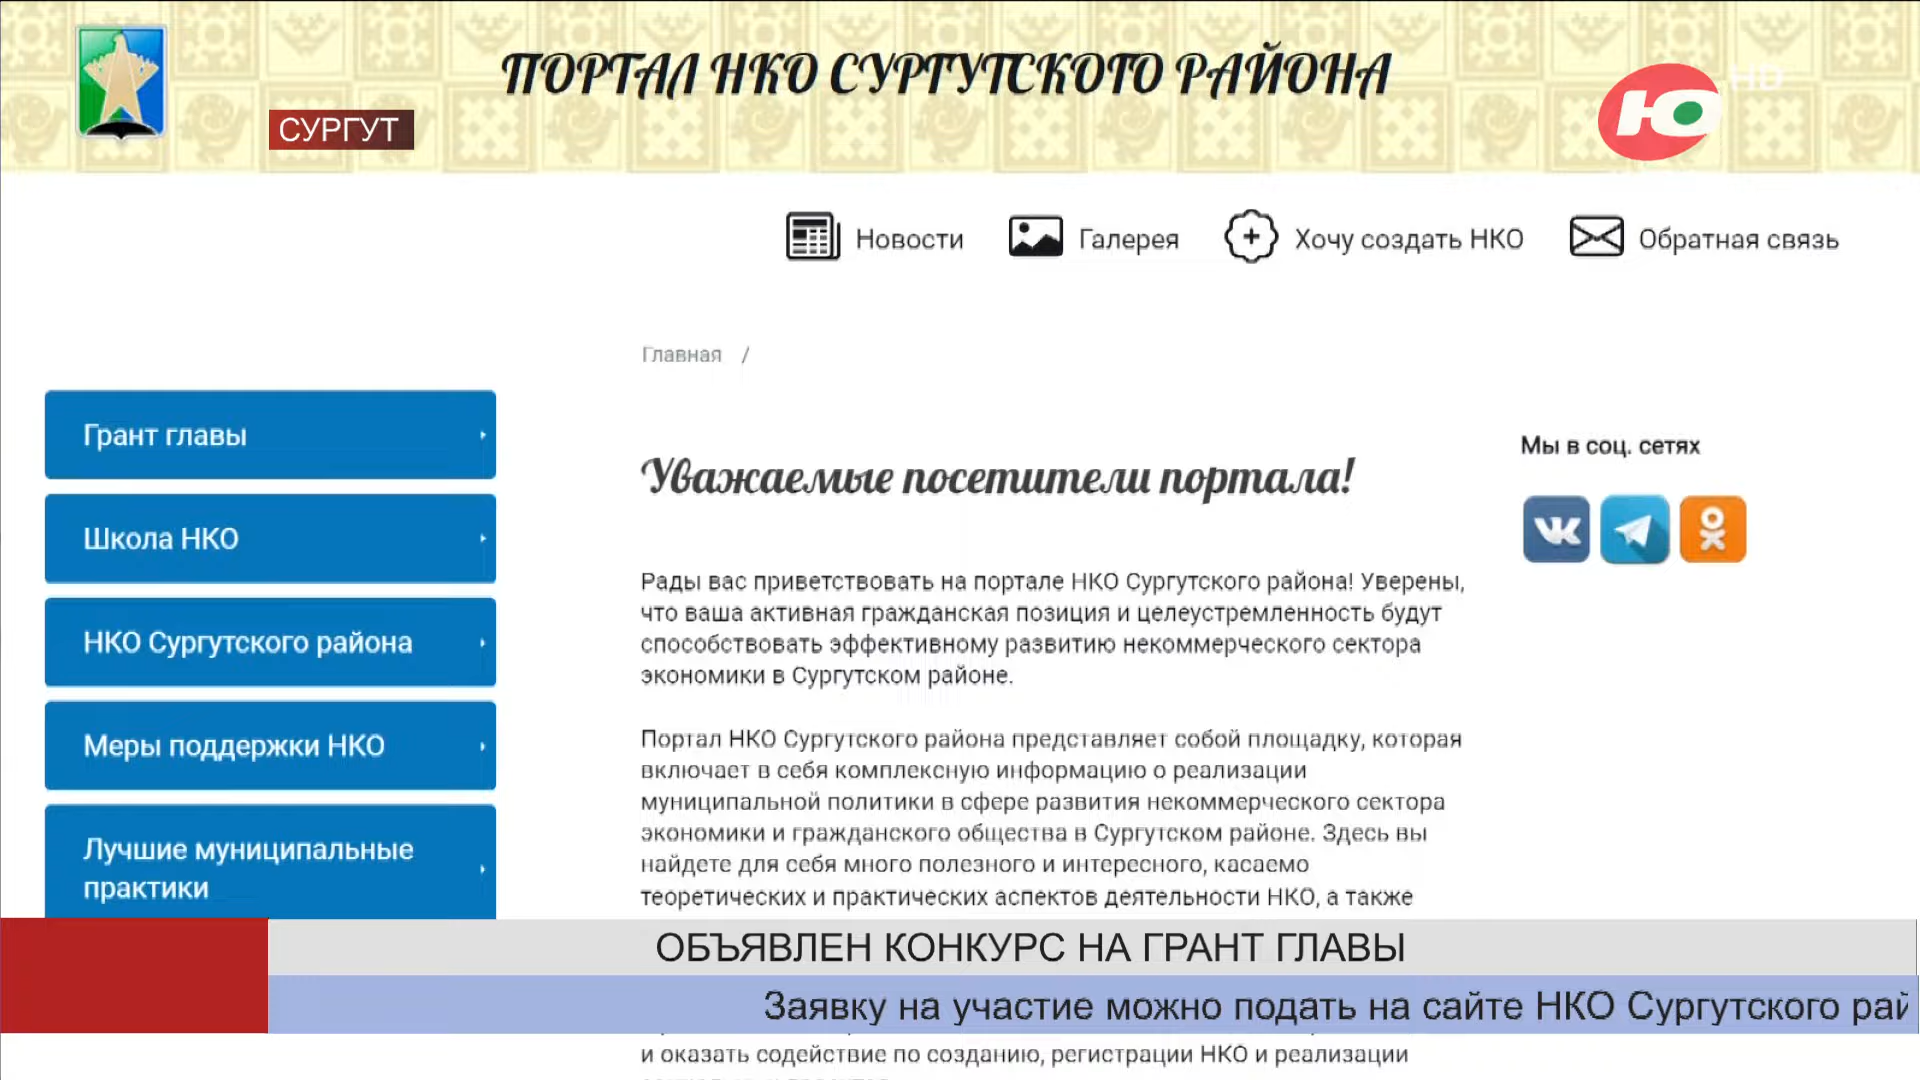 ПОРТАЛ НКО СУРГУТСКОГО РАЙОНА
СУРГУТ
Ю HD
Новости
Галерея
Хочу создать НКО
Обратная связь
Главная /
Грант главы
Школа НКО
НКО Сургутского района
Меры поддержки НКО
Лучшие муниципальные
практики
Уважаемые посетители портала!
Рады вас приветствовать на портале НКО Сургутского района! Уверены,
что ваша активная гражданская позиция и целеустремленность будут
способствовать эффективному развитию некоммерческого сектора
экономики в Сургутском районе.
Портал НКО Сургутского района представляет собой площадку, которая
включает в себя комплексную информацию о реализации
муниципальной политики в сфере развития некоммерческого сектора
экономики и гражданского общества в Сургутском районе. Здесь вы
найдете для себя много полезного и интересного, касаемо
теоретических и практических аспектов деятельности НКО, а также
Мы в соц. сетях
ОБЪЯВЛЕН КОНКУРС НА ГРАНТ ГЛАВЫ
Заявку на участие можно подать на сайте НКО Сургутского рай
и оказать содействие по созданию, регистрации НКО и реализации